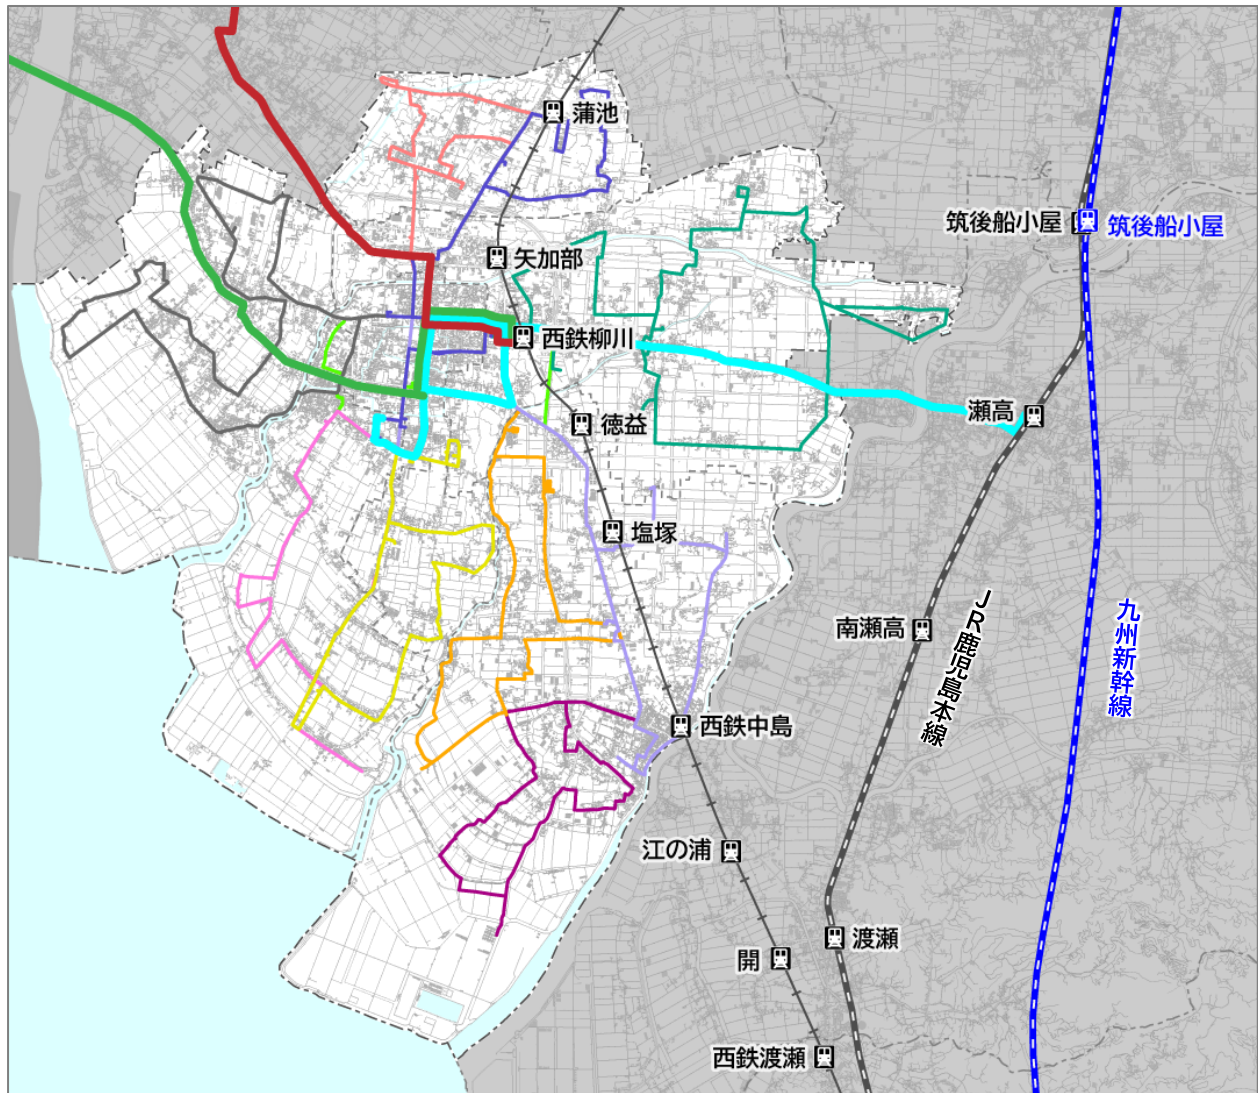 蒲池
筑後船小屋
筑後船小屋
矢加部
西鉄柳川
瀬高
徳益
塩塚
南瀬高
JR鹿児島本線
九州新幹線
西鉄中島
江の浦
渡瀬
開
西鉄渡瀬